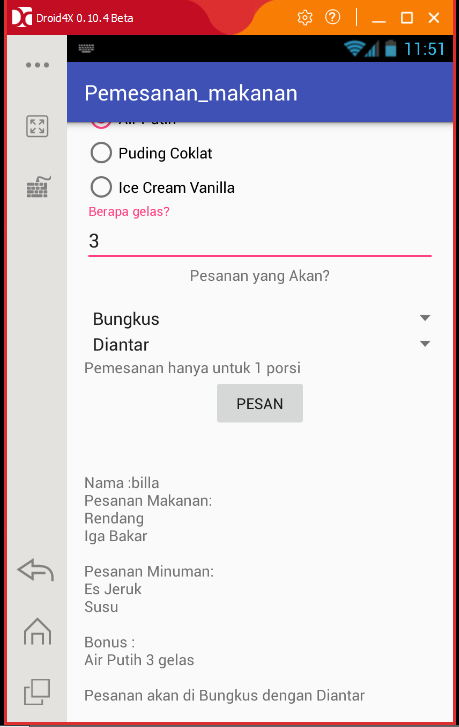 Droid4X 0.10.4 Beta
11:51
Pemesanan_makanan
Air Putih
Puding Coklat
Ice Cream Vanilla
Berapa gelas?
3
Pesanan yang Akan?
Bungkus
Diantar
Pemesanan hanya untuk 1 porsi
PESAN
Nama :billa
Pesanan Makanan:
Rendang
Iga Bakar
Pesanan Minuman:
Es Jeruk
Susu
Bonus :
Air Putih 3 gelas
Pesanan akan di Bungkus dengan Diantar